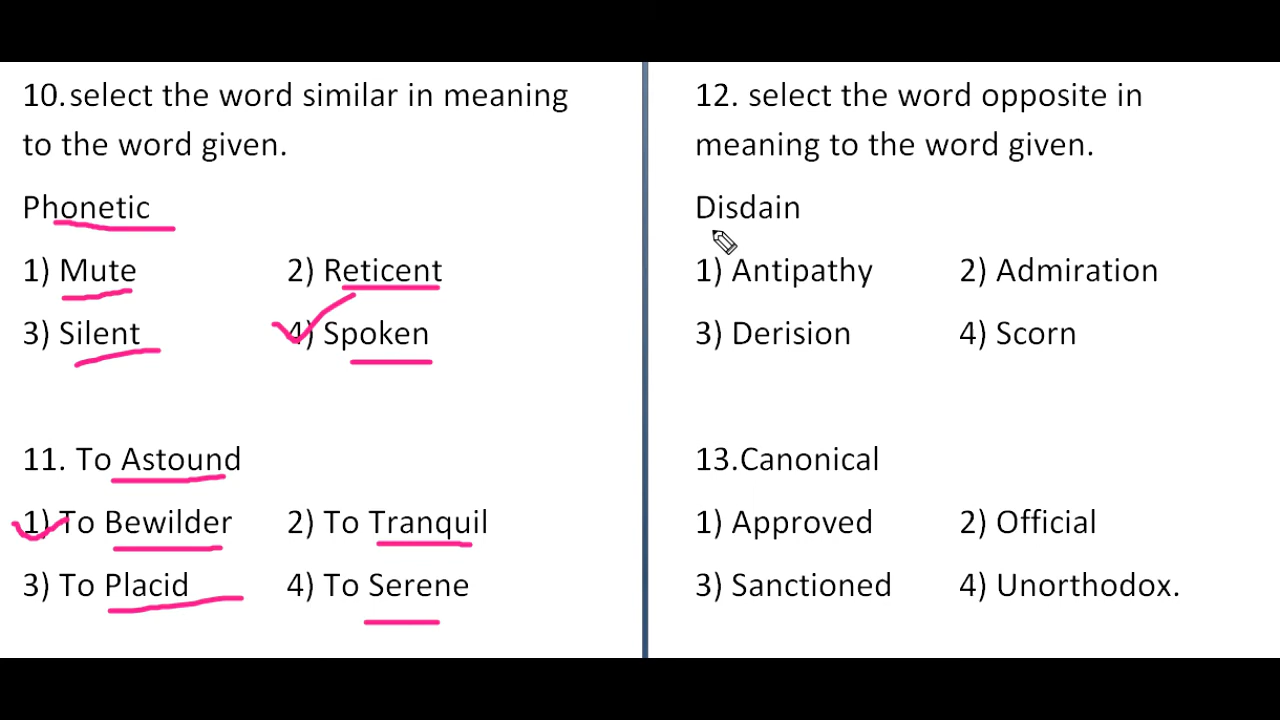 10.select the word similar in meaning
to the word given.
Phonetic
1) Mute 2) Reticent
3) Silent 4) Spoken
11. To Astound
1) To Bewilder 2) To Tranquil
3) To Placid 4) To Serene
12. select the word opposite in
meaning to the word given.
Disdain
1) Antipathy 2) Admiration
3) Derision 4) Scorn
13.Canonical
1) Approved 2) Official
3) Sanctioned 4) Unorthodox.